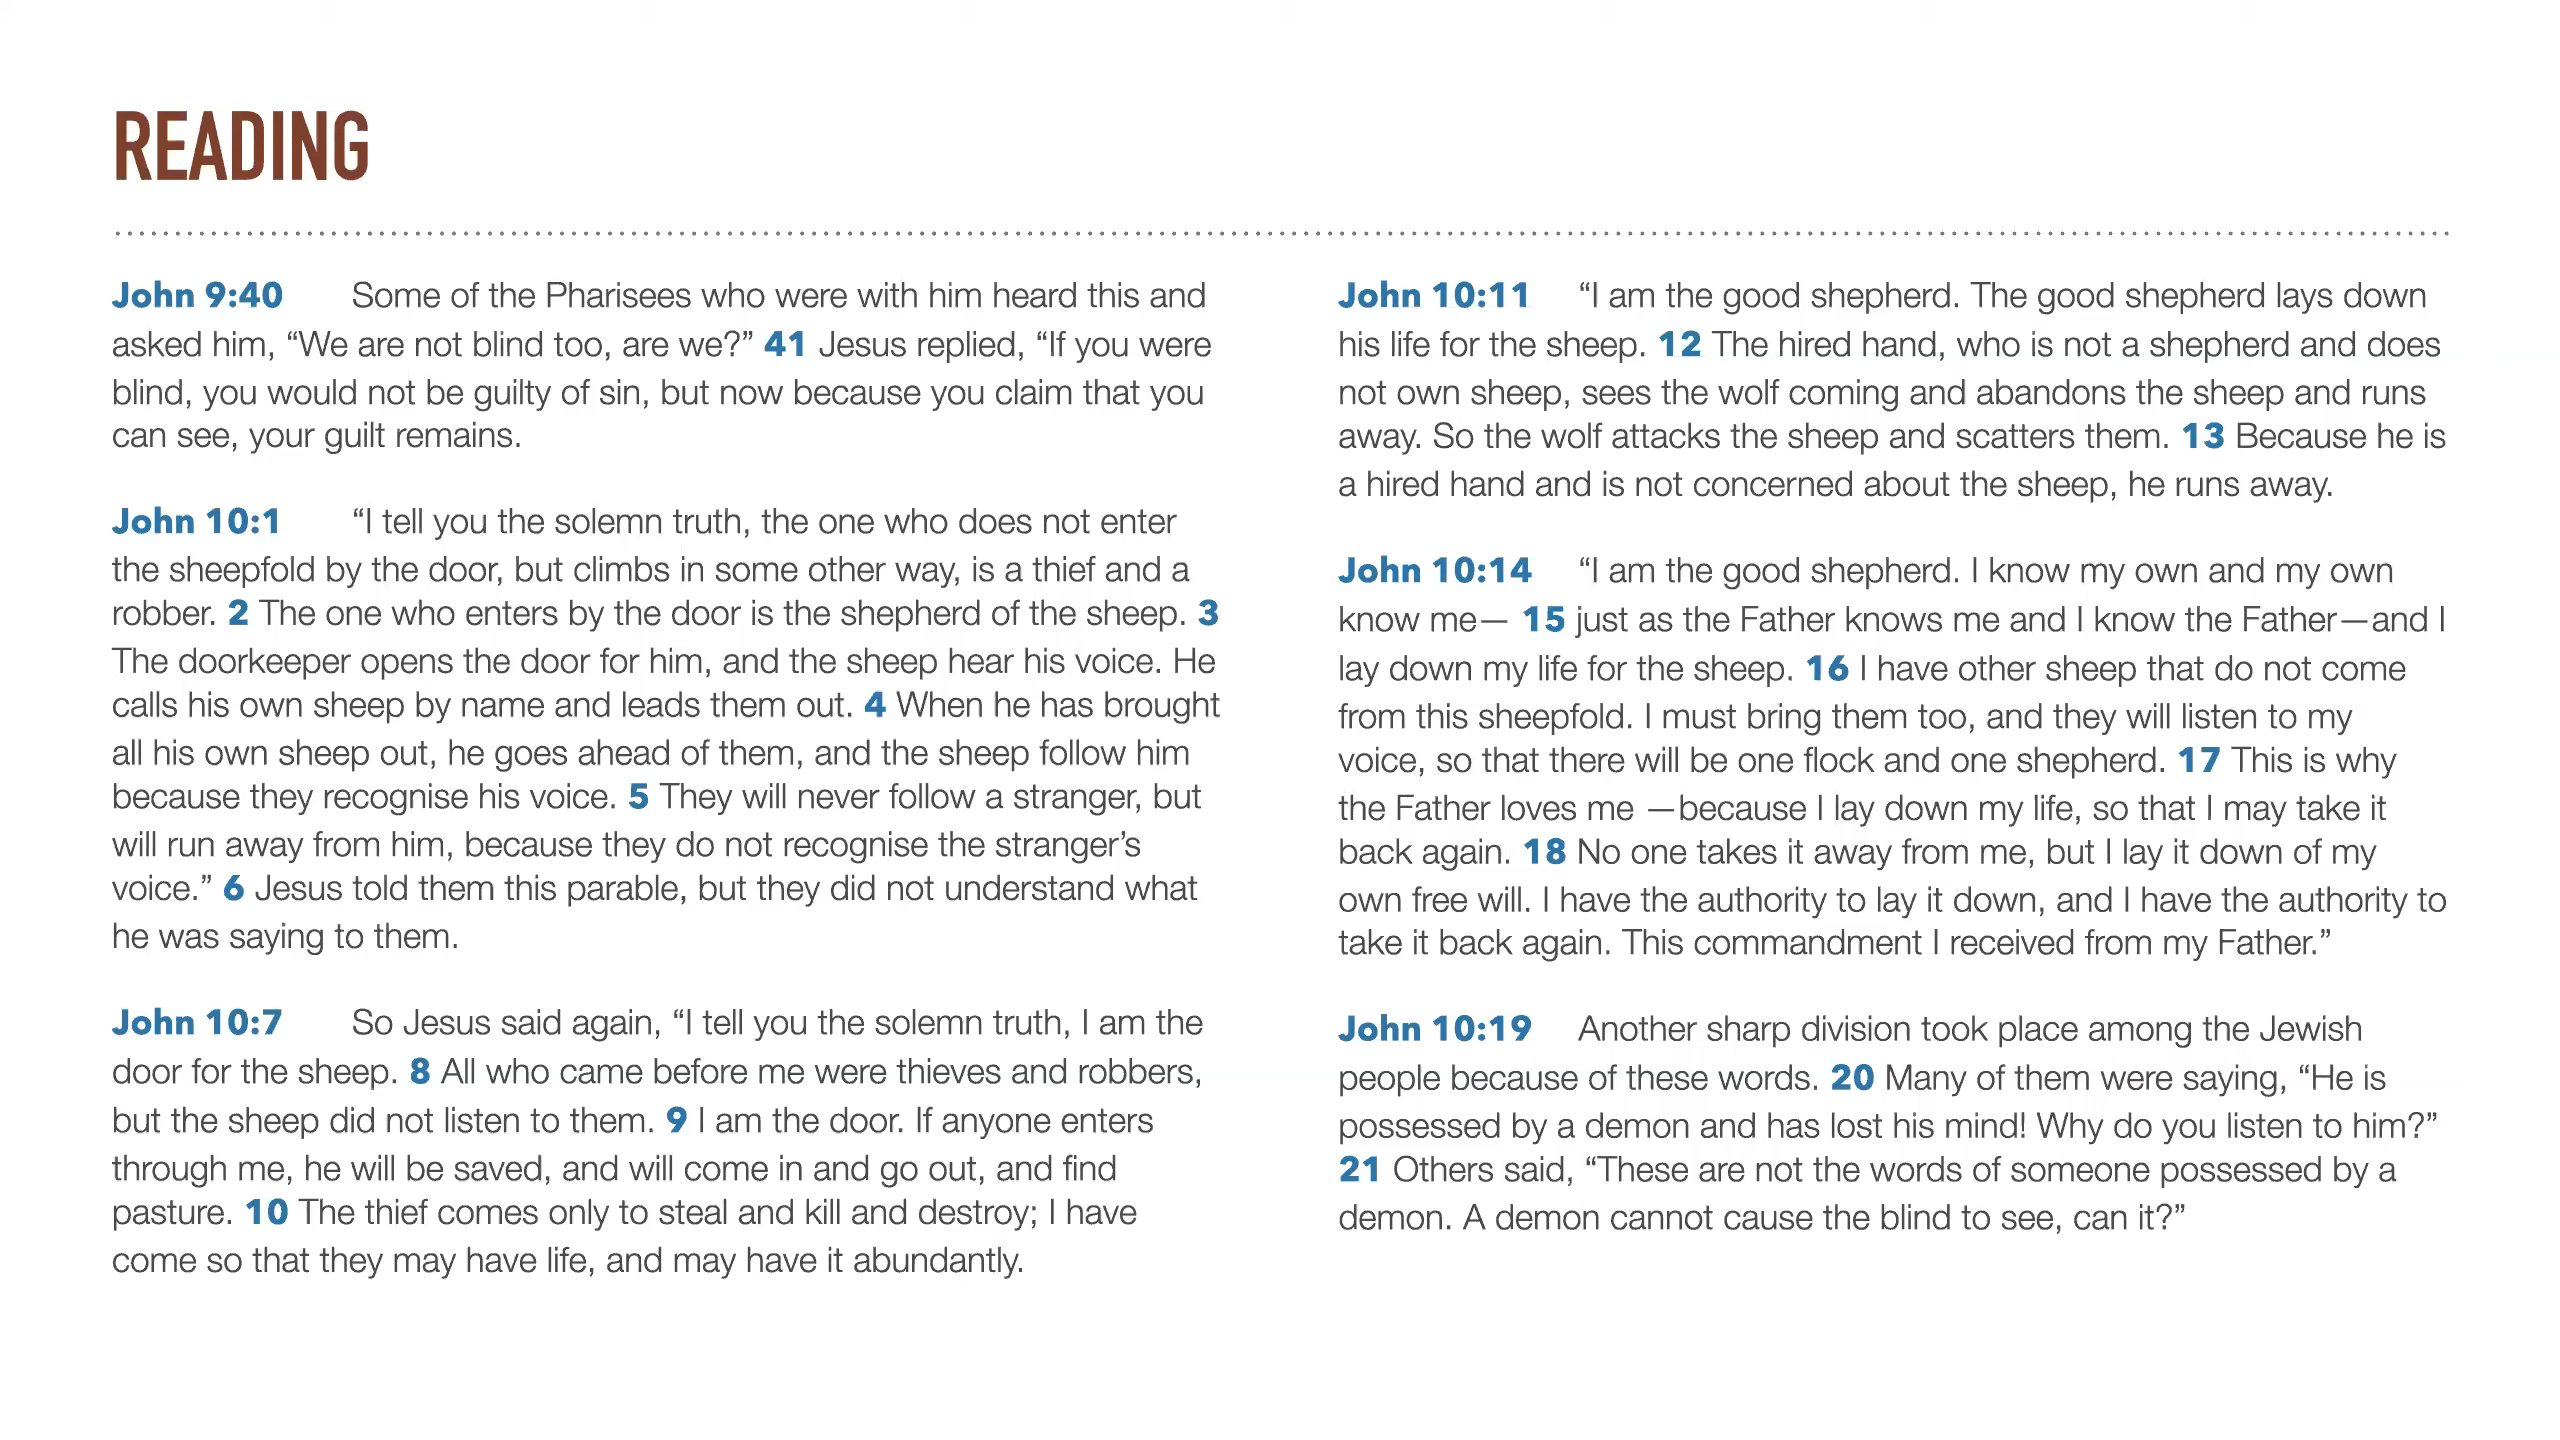 READING
John 9:40 Some of the Pharisees who were with him heard this and
asked him, “We are not blind too, are we?” 41 Jesus replied, “If you were
blind, you would not be guilty of sin, but now because you claim that you
can see, your guilt remains.
John 10:1 “I tell you the solemn truth, the one who does not enter
the sheepfold by the door, but climbs in some other way, is a thief and a
robber. 2 The one who enters by the door is the shepherd of the sheep. 3
The doorkeeper opens the door for him, and the sheep hear his voice. He
calls his own sheep by name and leads them out. 4 When he has brought
all his own sheep out, he goes ahead of them, and the sheep follow him
because they recognise his voice. 5 They will never follow a stranger, but
will run away from him, because they do not recognise the stranger’s
voice.” 6 Jesus told them this parable, but they did not understand what
he was saying to them.
John 10:7 So Jesus said again, “I tell you the solemn truth, I am the
door for the sheep. 8 All who came before me were thieves and robbers,
but the sheep did not listen to them. 9 I am the door. If anyone enters
through me, he will be saved, and will come in and go out, and find
pasture. 10 The thief comes only to steal and kill and destroy; I have
come so that they may have life, and may have it abundantly.
John 10:11 “I am the good shepherd. The good shepherd lays down
his life for the sheep. 12 The hired hand, who is not a shepherd and does
not own sheep, sees the wolf coming and abandons the sheep and runs
away. So the wolf attacks the sheep and scatters them. 13 Because he is
a hired hand and is not concerned about the sheep, he runs away.
John 10:14 “I am the good shepherd. I know my own and my own
know me— 15 just as the Father knows me and I know the Father—and I
lay down my life for the sheep. 16 I have other sheep that do not come
from this sheepfold. I must bring them too, and they will listen to my
voice, so that there will be one flock and one shepherd. 17 This is why
the Father loves me —because I lay down my life, so that I may take it
back again. 18 No one takes it away from me, but I lay it down of my
own free will. I have the authority to lay it down, and I have the authority to
take it back again. This commandment I received from my Father.”
John 10:19 Another sharp division took place among the Jewish
people because of these words. 20 Many of them were saying, “He is
possessed by a demon and has lost his mind! Why do you listen to him?”
21 Others said, “These are not the words of someone possessed by a
demon. A demon cannot cause the blind to see, can it?”